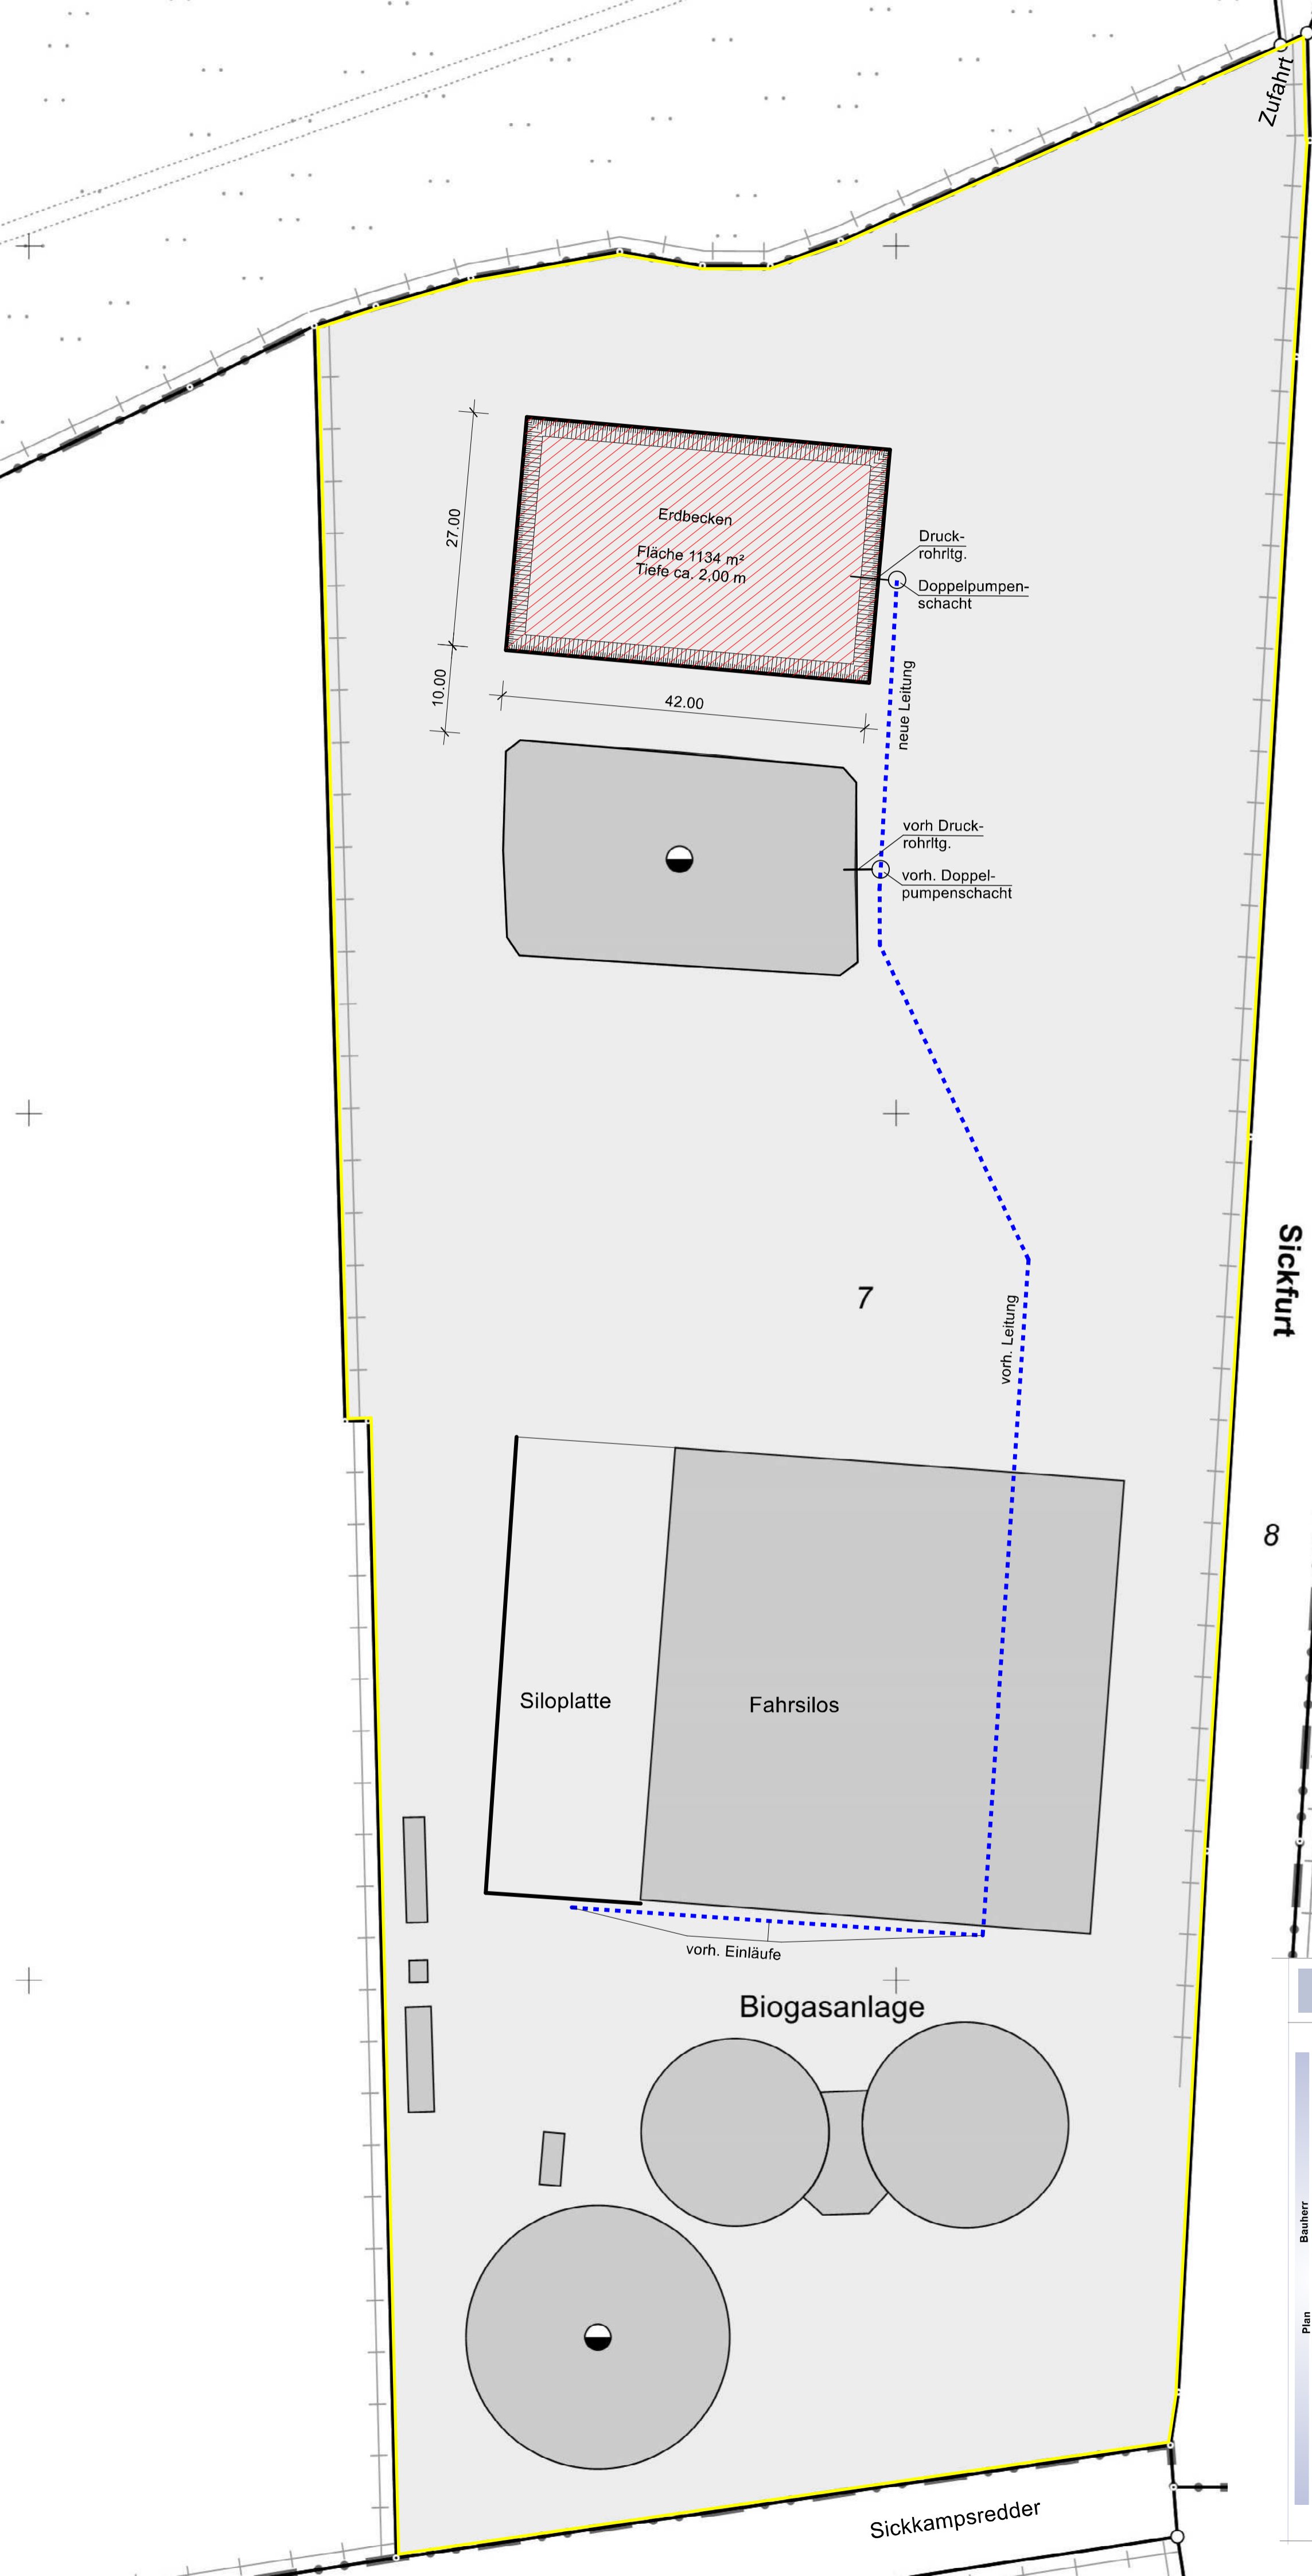 Zufahrt
27.00
Erdbecken
Fläche 1134 m²
Tiefe ca. 2,00 m
Druck-
rohrltg.
Doppelpumpen-
schacht
10.00
42.00
neue Leitung
vorh Druck-
rohrltg.
vorh. Doppel-
pumpenschacht
Sickfurt
7
vorh. Leitung
8
Siloplatte
Fahrsilos
vorh. Einläufe
Biogasanlage
Bauherr
Plan
Sickkampsredder